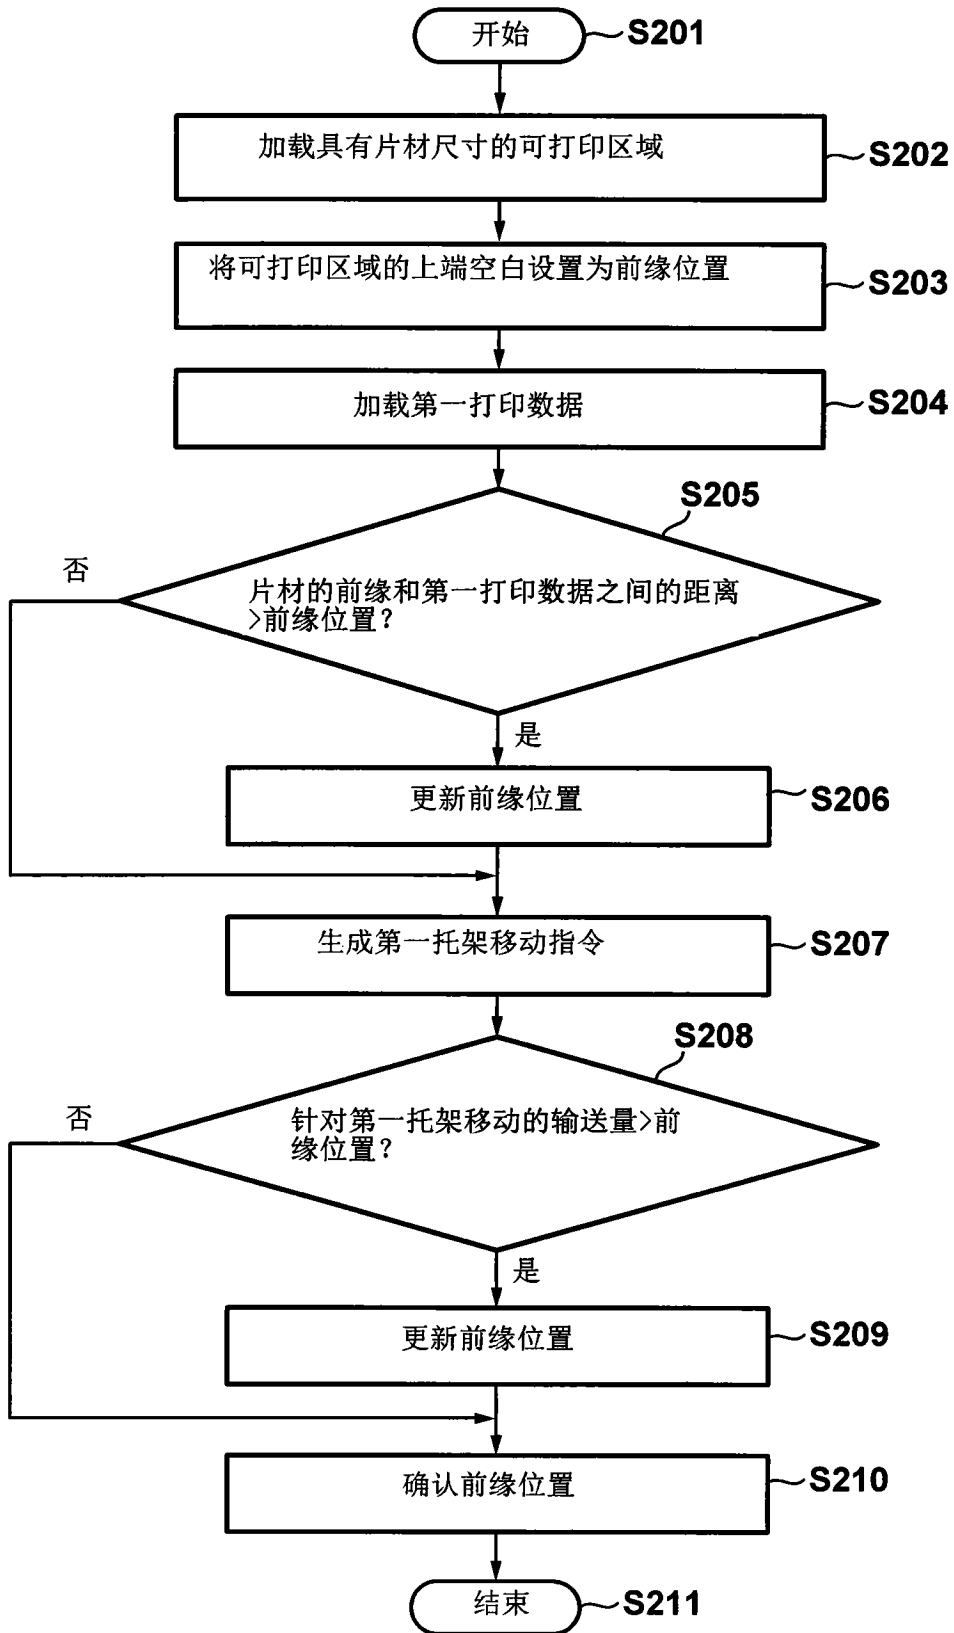 开始
S201
加载具有片材尺寸的可打印区域
S202
将可打印区域的上端空白设置为前缘位置
S203
加载第一打印数据
S204
S205
否
片材的前缘和第一打印数据之间的距离
>前缘位置?
是
更新前缘位置
S206
生成第一托架移动指令
S207
S208
否
针对第一托架移动的输送量>前
缘位置?
是
更新前缘位置
S209
确认前缘位置
S210
结束
S211